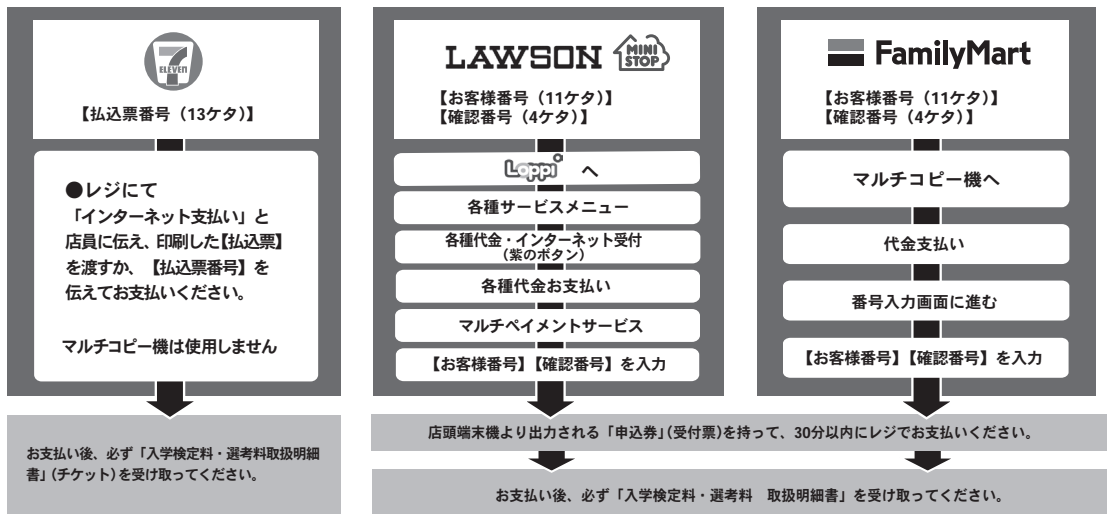 7
ELEVEN
【払込票番号（13ケタ）】
●レジにて
「インターネット支払い」と
店員に伝え、印刷した【払込票】
を渡すか、【払込票番号】を
伝えてお支払いください。
マルチコピー機は使用しません
お支払い後、必ず「入学検定料・選考料取扱明細
書」（チケット）を受け取ってください。
LAWSON MINI
STOP
【お客様番号（11ケタ）】
【確認番号（4ケタ）】
Loppi へ
各種サービスメニュー
各種代金・インターネット受付
（紫のボタン）
各種代金お支払い
マルチペイメントサービス
【お客様番号】【確認番号】を入力
FamilyMart
【お客様番号（11ケタ）】
【確認番号（4ケタ）】
マルチコピー機へ
代金支払い
番号入力画面に進む
【お客様番号】【確認番号】を入力
店頭端末機より出力される「申込券」（受付票）を持って、30分以内にレジでお支払いください。
お支払い後、必ず「入学検定料・選考料　取扱明細書」を受け取ってください。